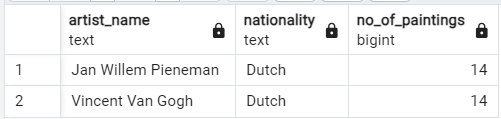 artist_name nationality no_of_paintings
text text bigint
1 Jan Willem Pieneman Dutch 14
2 Vincent Van Gogh Dutch 14